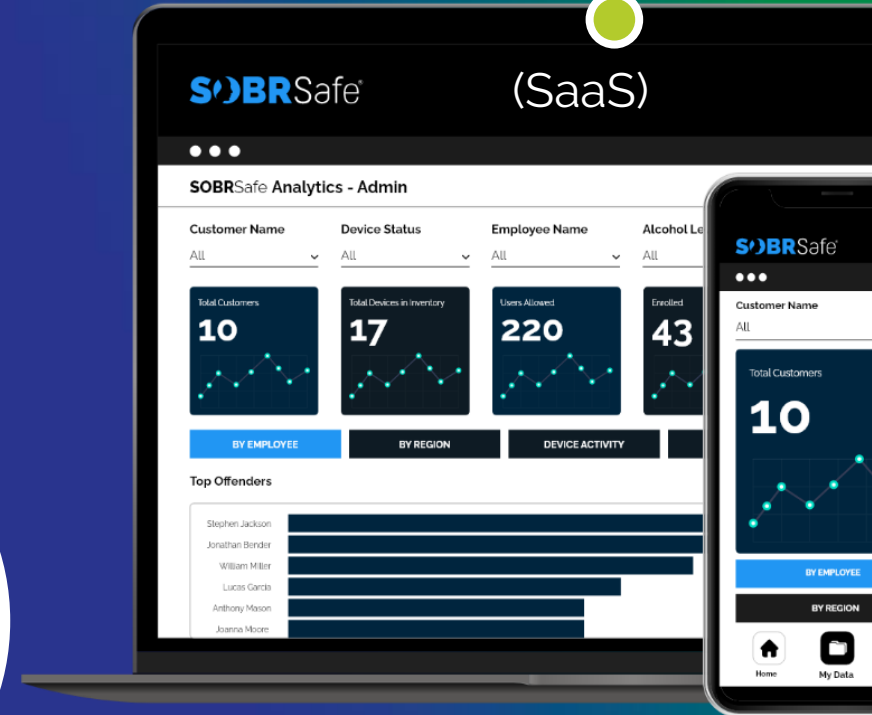 SOBRSafe®
(SaaS)
SOBRSafe Analytics - Admin
Customer Name
Device Status
Employee Name
Alcohol Le
All
All
All
All
Total Customers
10
Total Devices in Inventory
17
Users Allowed
220
Enrolled
43
BY EMPLOYEE
BY REGION
DEVICE ACTIVITY
Top Offenders
Stephen Jackson
Jonathan Bender
William Miller
Lucas Garcia
Anthony Mason
Joanna Moore
SOBRSafe®
Customer Name
All
Total Customers
10
BY EMPLOYEE
BY REGION
Home
My Data